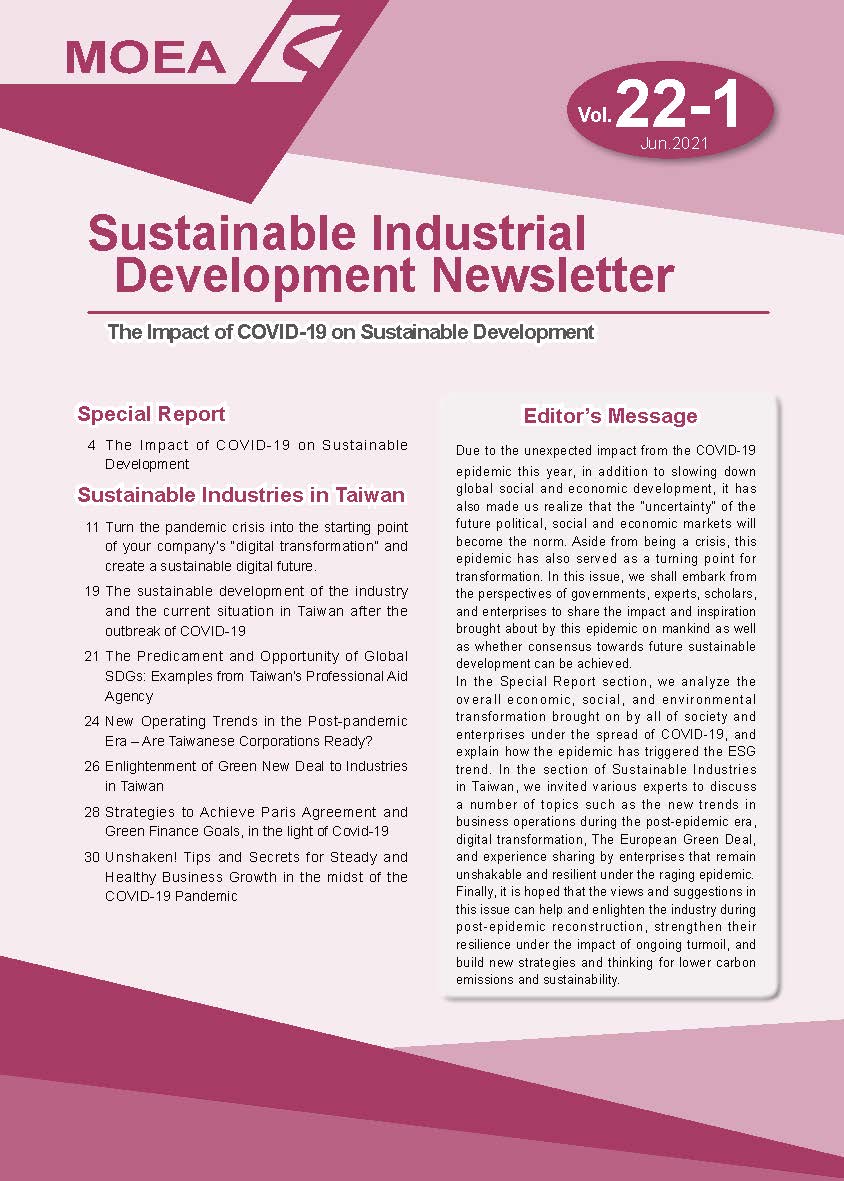 MOEA
Vol. 22-1
Jun.2021
Sustainable Industrial
Development Newsletter
The Impact of COVID-19 on Sustainable Development
Special Report
4 The Impact of COVID-19 on Sustainable
Development
Sustainable Industries in Taiwan
11 Turn the pandemic crisis into the starting point
of your company's "digital transformation" and
create a sustainable digital future.
19 The sustainable development of the industry
and the current situation in Taiwan after the
outbreak of COVID-19
21 The Predicament and Opportunity of Global
SDGs: Examples from Taiwan's Professional Aid
Agency
24 New Operating Trends in the Post-pandemic
Era – Are Taiwanese Corporations Ready?
26 Enlightenment of Green New Deal to Industries
in Taiwan
28 Strategies to Achieve Paris Agreement and
Green Finance Goals, in the light of Covid-19
30 Unshaken! Tips and Secrets for Steady and
Healthy Business Growth in the midst of the
COVID-19 Pandemic
Editor's Message
Due to the unexpected impact from the COVID-19
epidemic this year, in addition to slowing down
global social and economic development, it has
also made us realize that the "uncertainty" of the
future political, social and economic markets will
become the norm. Aside from being a crisis, this
epidemic has also served as a turning point for
transformation. In this issue, we shall embark from
the perspectives of governments, experts, scholars,
and enterprises to share the impact and inspiration
brought about by this epidemic on mankind as well
as whether consensus towards future sustainable
development can be achieved.
In the Special Report section, we analyze the
overall economic, social, and environmental
transformation brought on by all of society and
enterprises under the spread of COVID-19, and
explain how the epidemic has triggered the ESG
trend. In the section of Sustainable Industries
in Taiwan, we invited various experts to discuss
a number of topics such as the new trends in
business operations during the post-epidemic era,
digital transformation, The European Green Deal,
and experience sharing by enterprises that remain
unshakable and resilient under the raging epidemic.
Finally, it is hoped that the views and suggestions in
this issue can help and enlighten the industry during
post-epidemic reconstruction, strengthen their
resilience under the impact of ongoing turmoil, and
build new strategies and thinking for lower carbon
emissions and sustainability.